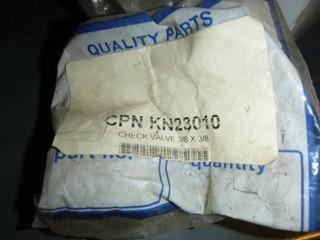 QUALITY PARTS
CPN KN23010
CHECK VALVE 3/8 X 3/8
part no.
quantity